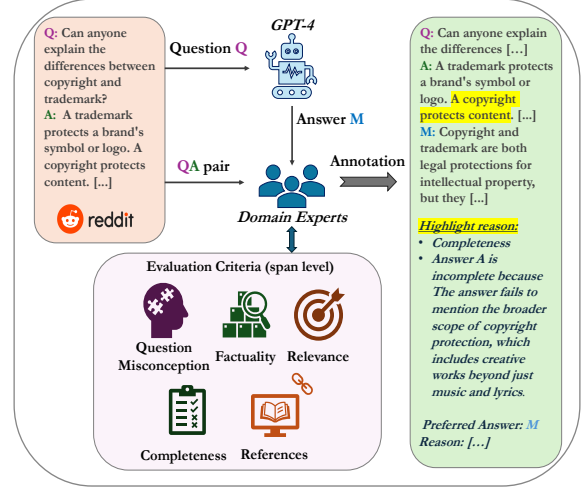 Q: Can anyone
explain the
differences between
copyright and
trademark?
A: A trademark
protects a brand's
symbol or logo. A
copyright protects
content. [...]
reddit
Question Q
QA pair
GPT-4
Answer M
Domain Experts
Annotation
Evaluation Criteria (span level)
Question
Misconception
Factuality
Relevance
Completeness
References
Q: Can anyone explain
the differences […]
A: A trademark protects
a brand's symbol or
logo. A copyright
protects content. [...]
M: Copyright and
trademark are both
legal protections for
intellectual property,
but they [...]
Highlight reason:
• Completeness
• Answer A is
incomplete because
The answer fails to
mention the broader
scope of copyright
protection, which
includes creative
works beyond just
music and lyrics.
Preferred Answer: M
Reason: […]